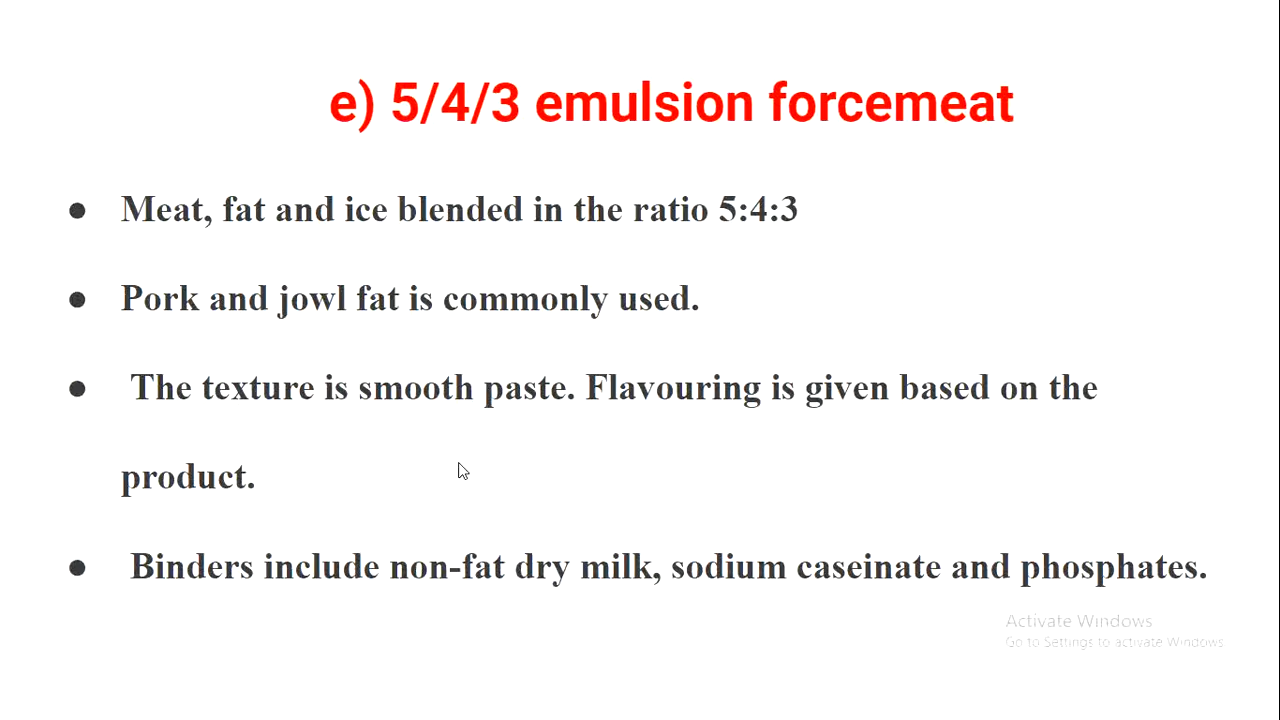 e) 5/4/3 emulsion forcemeat
● Meat, fat and ice blended in the ratio 5:4:3
● Pork and jowl fat is commonly used.
● The texture is smooth paste. Flavouring is given based on the
product.
● Binders include non-fat dry milk, sodium caseinate and phosphates.
Activate Windows
Go to Settings to activate Windows